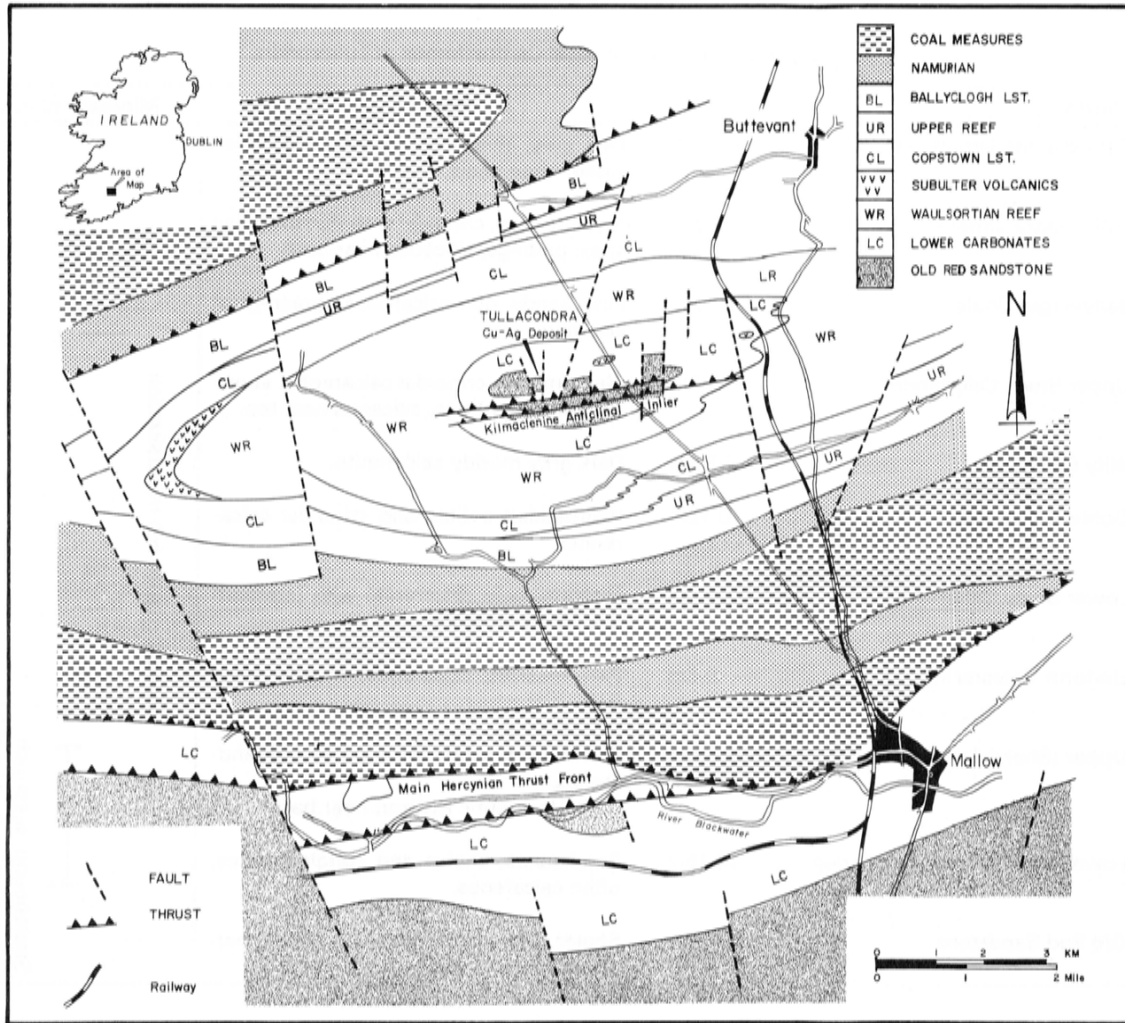 IRELAND
DUBLIN
Area of
Map
COAL MEASURES
NAMURIAN
BL BALLYCLOGH LST.
UR UPPER REEF
CL COPSTOWN LST.
SUBULTER VOLCANICS
WR WAULSORTIAN REEF
LC LOWER CARBONATES
OLD RED SANDSTONE
N
Buttevant
BL
UR
CL
BL
UR
CL
WR
LR
LC
TULLACONDRA
Cu-Ag Deposit
LC
LC
LC
WR
UR
BL
CL
WR
WR
Kilmaclenine Anticlinal Inlier
LC
WR
CL
UR
UR
CL
CL
BL
BL
LC
Main Hercynian Thrust Front
Mallow
River Blackwater
LC
LC
LC
FAULT
THRUST
Railway
0 1 2 3 KM
0 1 2 Mile